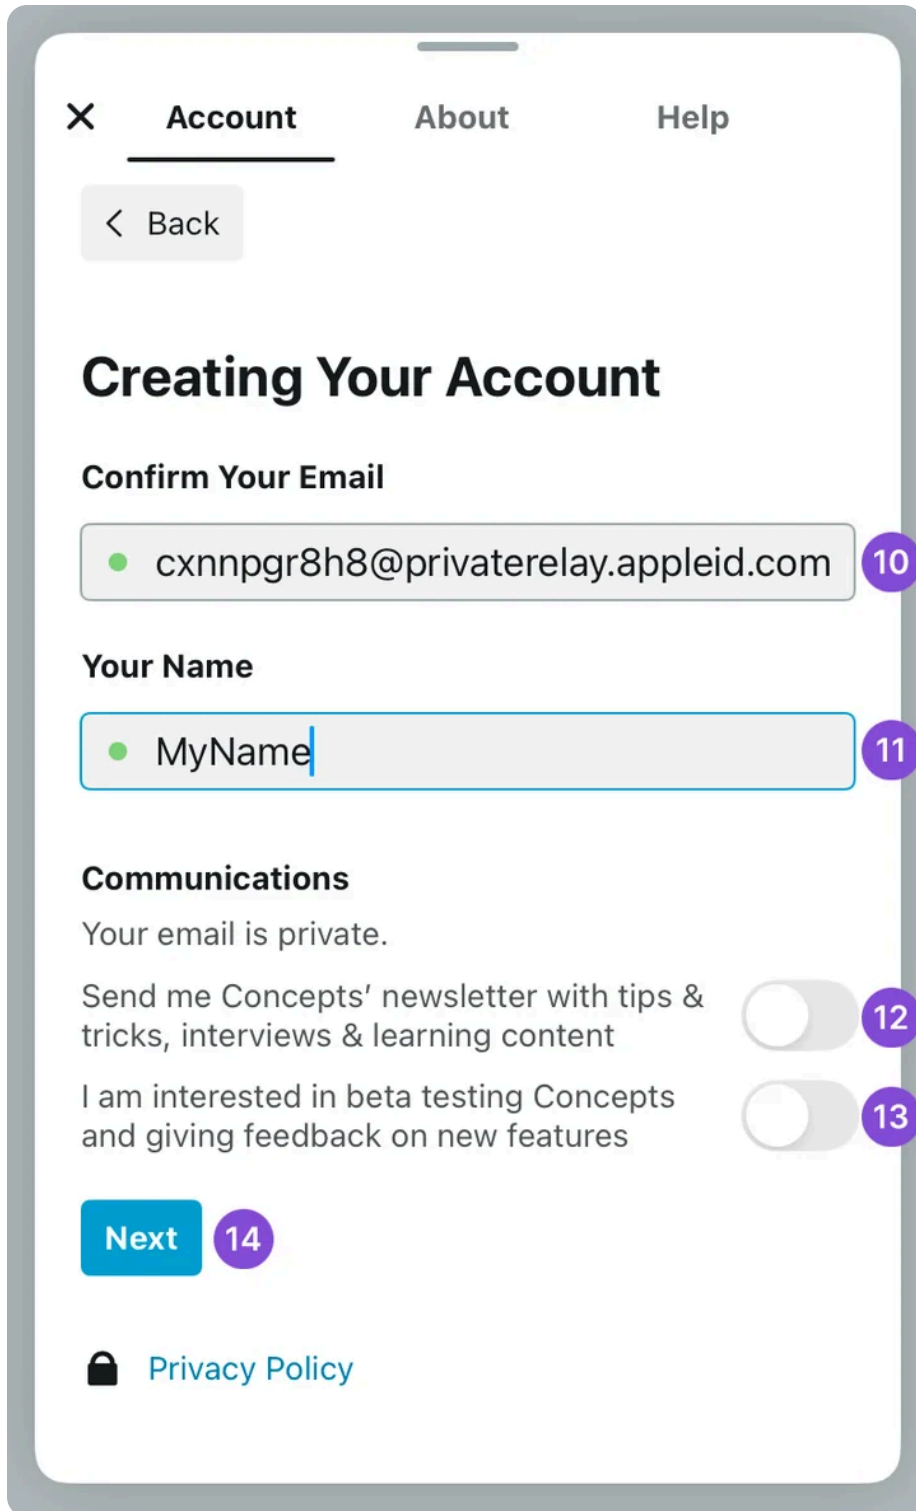 Account About Help
Back
Creating Your Account
Confirm Your Email
cxnnpgr8h8@privaterelay.appleid.com 10
Your Name
MyName 11
Communications
Your email is private.
Send me Concepts’ newsletter with tips &
tricks, interviews & learning content 12
I am interested in beta testing Concepts
and giving feedback on new features 13
Next 14
Privacy Policy